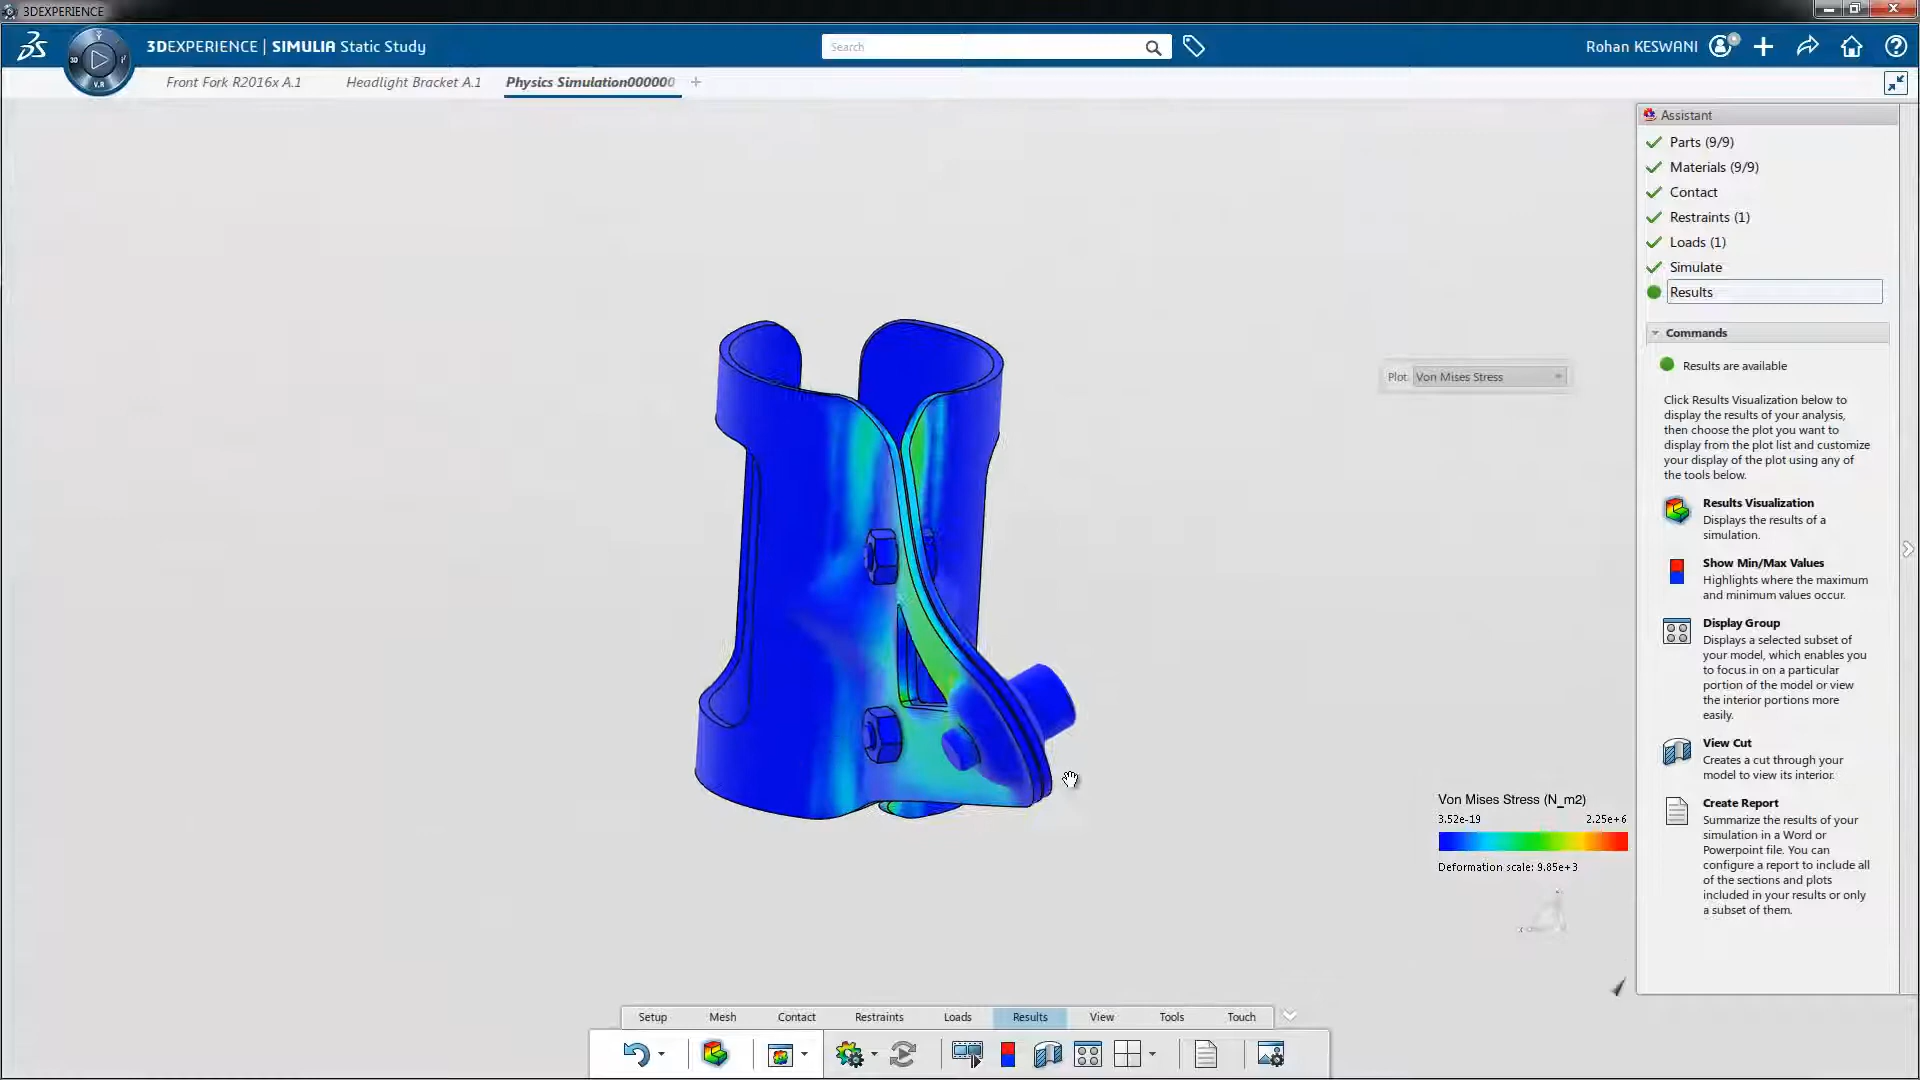 3DEXPERIENCE
3DEXPERIENCE | SIMULIA Static Study
Search
Rohan KESWANI
Front Fork R2016x A.1
Headlight Bracket A.1
Physics Simulation000000
Assistant
Parts (9/9)
Materials (9/9)
Contact
Restraints (1)
Loads (1)
Simulate
Results
Commands
Results are available
Click Results Visualization below to
display the results of your analysis,
then choose the plot you want to
display from the plot list and customize
your display of the plot using any of
the tools below.
Results Visualization
Displays the results of a
simulation.
Show Min/Max Values
Highlights where the maximum
and minimum values occur.
Display Group
Displays a selected subset of
your model, which enables you
to focus in on a particular
portion of the model or view
the interior portions more
easily.
View Cut
Creates a cut through your
model to view its interior.
Create Report
Summarize the results of your
simulation in a Word or
Powerpoint file. You can
configure a report to include all
of the sections and plots
included in your results or only
a subset of them.
Plot: Von Mises Stress
Von Mises Stress (N_m2)
3.52e-19 2.25e+6
Deformation scale: 9.85e+3
Setup
Mesh
Contact
Restraints
Loads
Results
View
Tools
Touch
3D
V.R